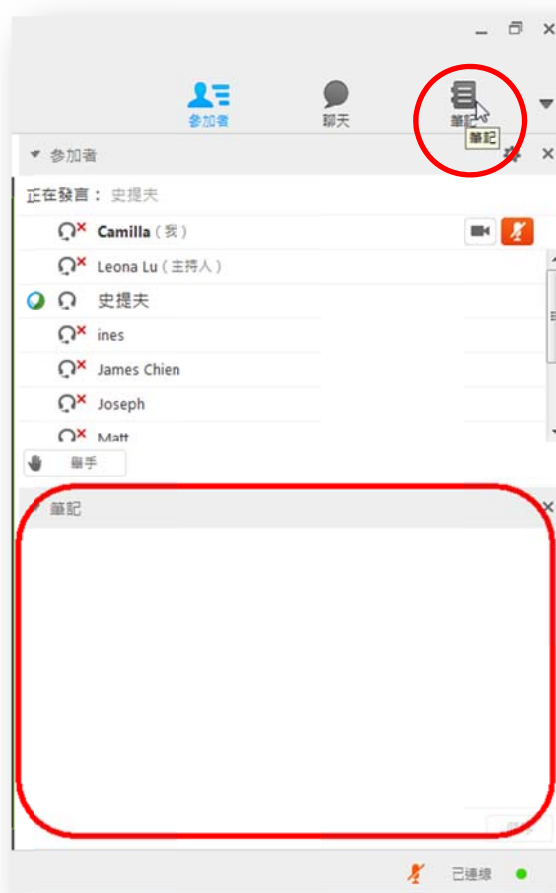 參加者 聊天 筆記
筆記
參加者
正在發言： 史提夫
Camilla (我)
Leona Lu (主持人)
史提夫
ines
James Chien
Joseph
Matt
舉手
筆記
已連線